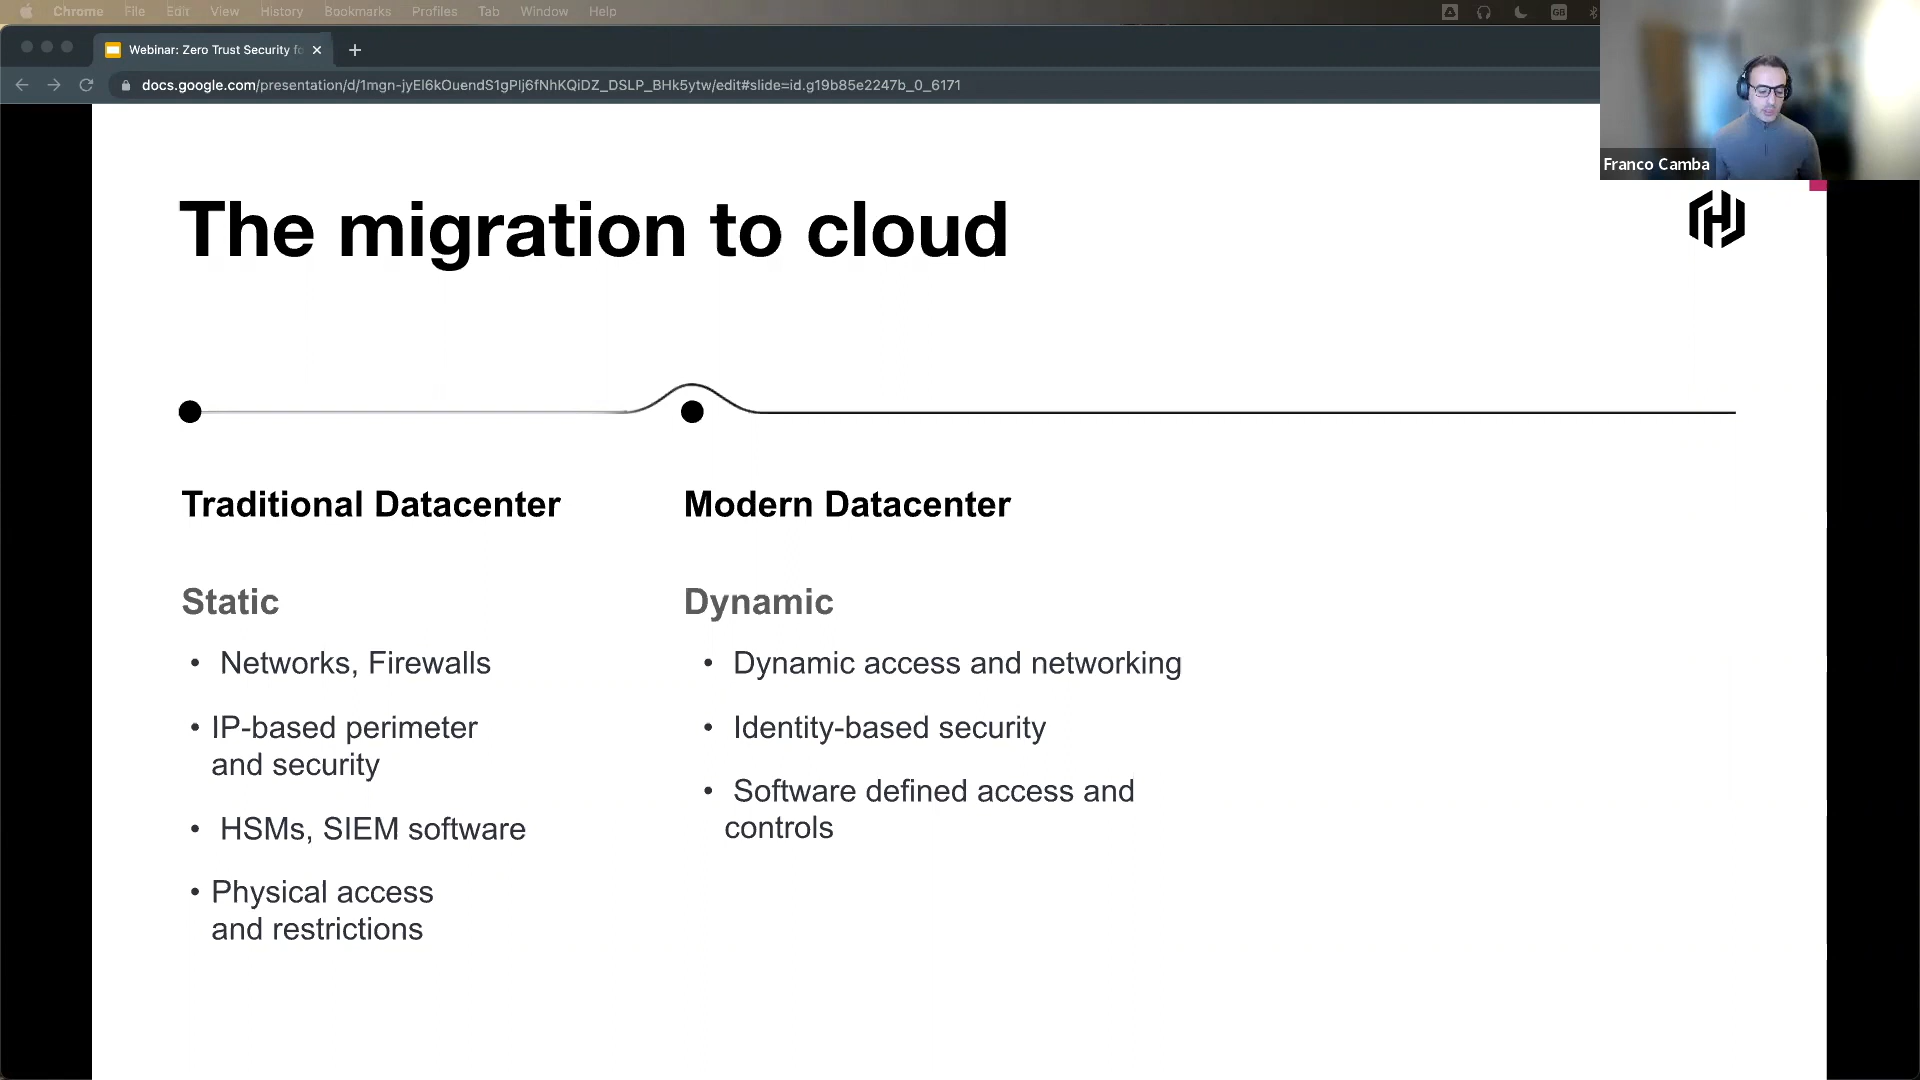 Chrome File Edit View History Bookmarks Profiles Tab Window Help
GB
Webinar: Zero Trust Security fo
docs.google.com/presentation/d/1mgn-jyEl6kOuendS1gPlj6fNhKQiDZ_DSLP_BHk5ytw/edit#slide=id.g19b85e2247b_0_6171
Franco Camba
The migration to cloud
Traditional Datacenter
Static
• Networks, Firewalls
• IP-based perimeter
and security
• HSMs, SIEM software
• Physical access
and restrictions
Modern Datacenter
Dynamic
• Dynamic access and networking
• Identity-based security
• Software defined access and
controls